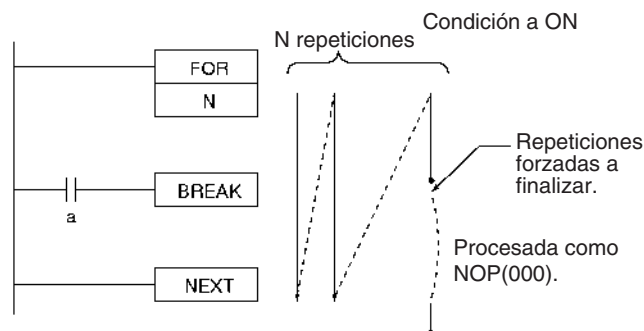 Condición a ON
N repeticiones
FOR
N
Repeticiones
forzadas a
finalizar.
BREAK
a
Procesada como
NOP(000).
NEXT